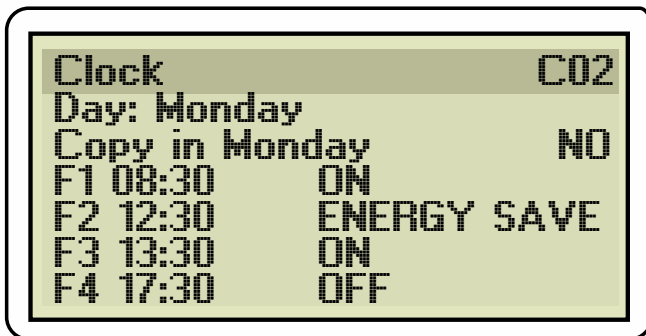 Clock C02
Day: Monday
Copy in Monday NO
F1 08:30 ON
F2 12:30 ENERGY SAVE
F3 13:30 ON
F4 17:30 OFF